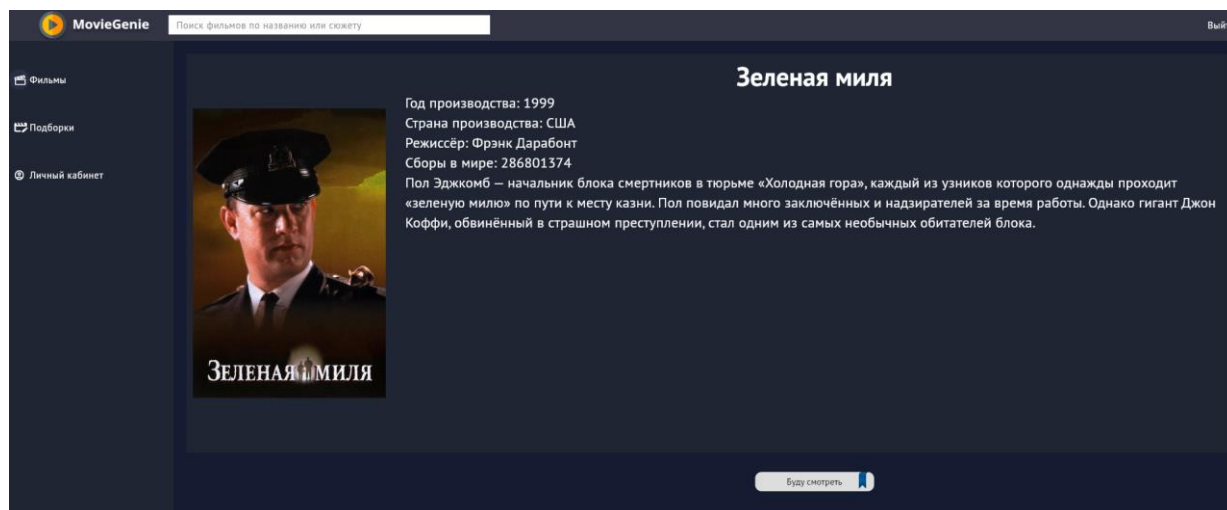 MovieGenie
Поиск фильмов по названию или сюжету
Фильмы
Подборки
Личный кабинет
Зеленая миля
Год производства: 1999
Страна производства: США
Режиссёр: Фрэнк Дарабонт
Сборы в мире: 286801374
Пол Эджкомб — начальник блока смертников в тюрьме «Холодная гора», каждый из узников которого однажды проходит
«зеленую милю» по пути к месту казни. Пол повидал много заключённых и надзирателей за время работы. Однако гигант Джон
Коффи, обвинённый в страшном преступлении, стал одним из самых необычных обитателей блока.
ЗЕЛЕНАЯ МИЛЯ
Буду смотреть